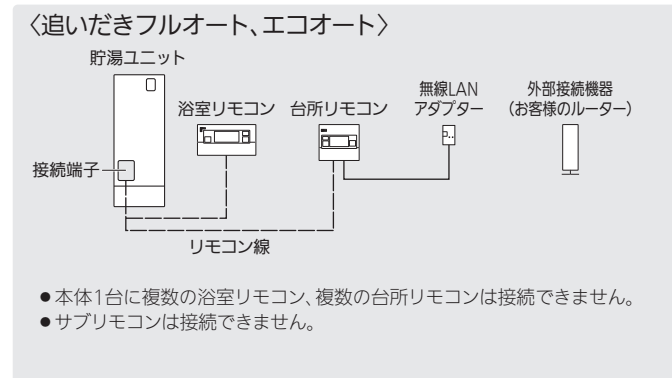 〈追いだきフルオート、エコオート〉
貯湯ユニット
浴室リモコン
台所リモコン
無線LAN
アダプター
外部接続機器
（お客様のルーター）
接続端子
リモコン線
●本体1台に複数の浴室リモコン、複数の台所リモコンは接続できません。
●サブリモコンは接続できません。